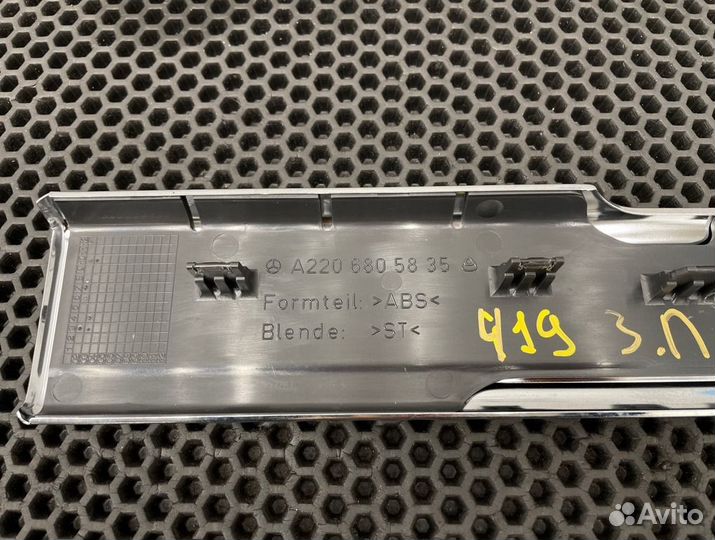 A220 680 58 35
Formteil: >ABS<
Blende: >ST<
419 З.П
Avito